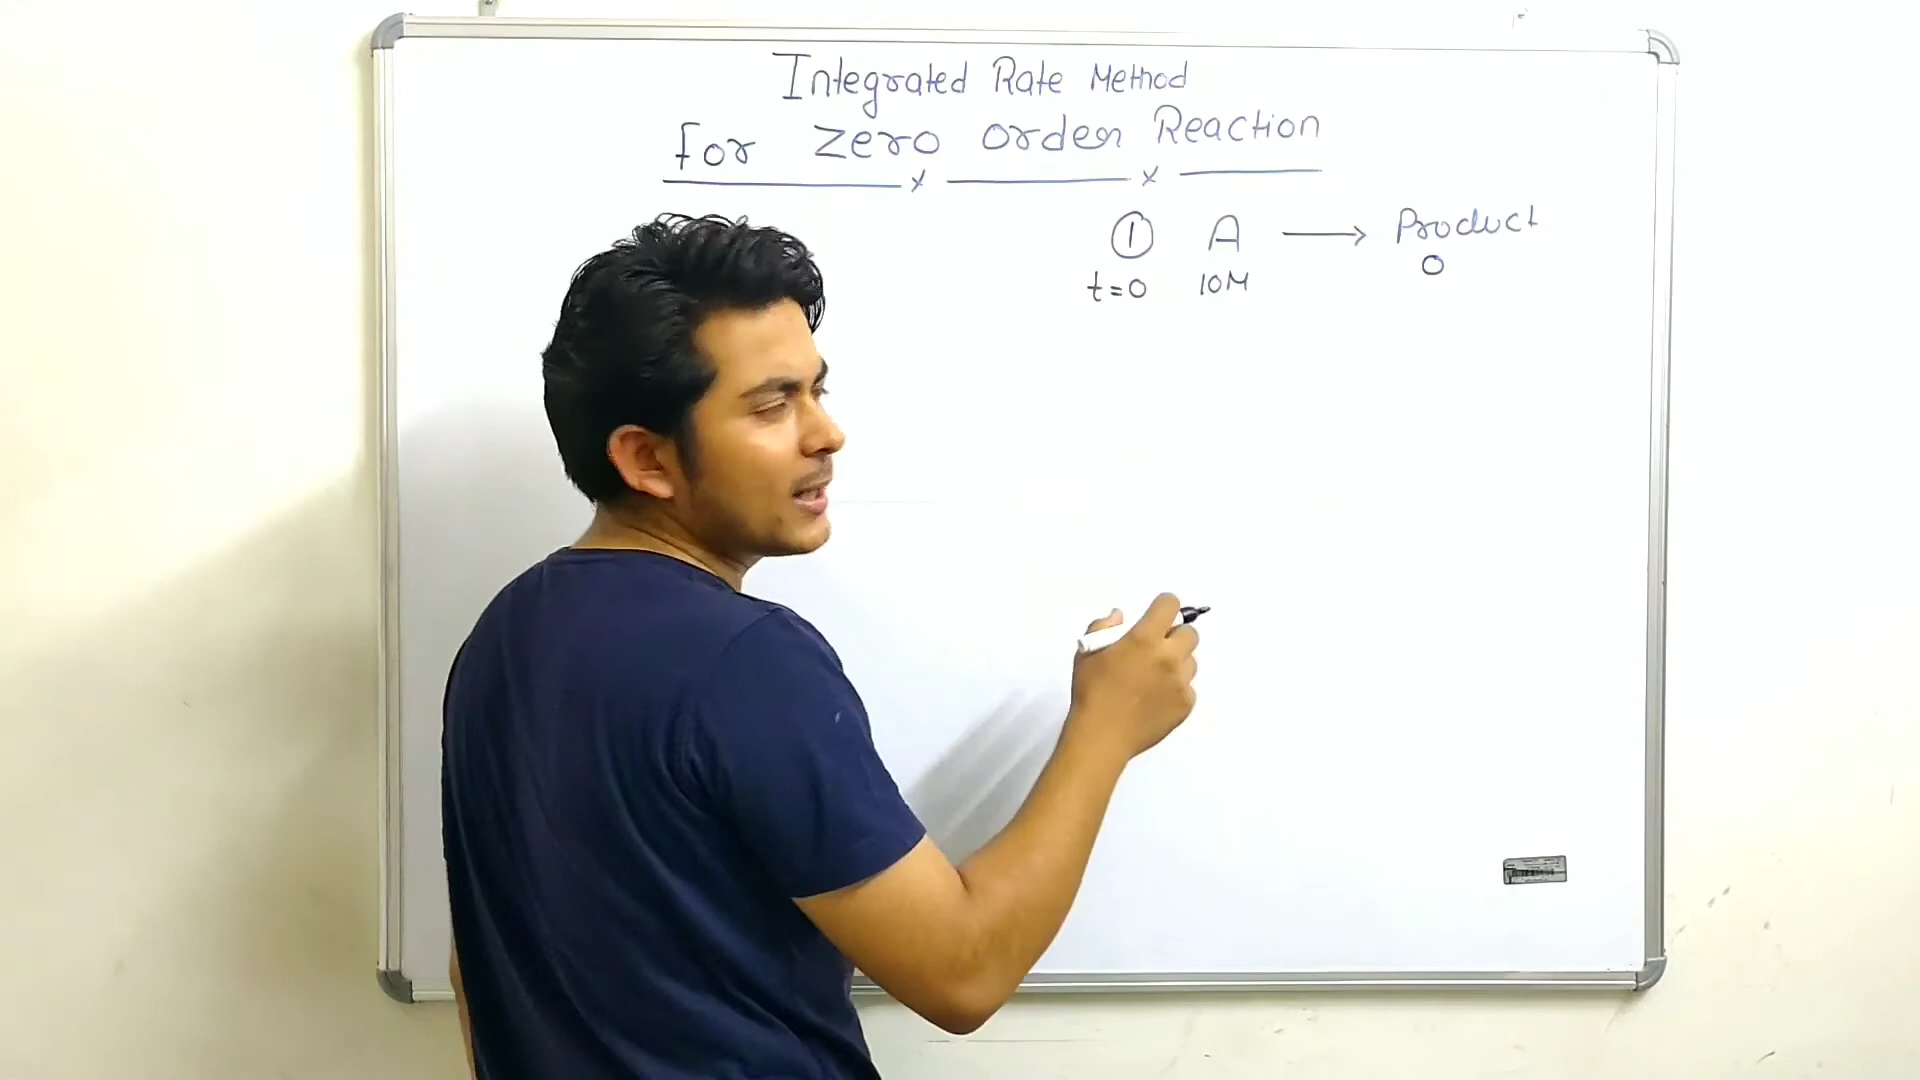 Integrated Rate Method
for zero order Reaction
① A → Product
0
t=0 10M